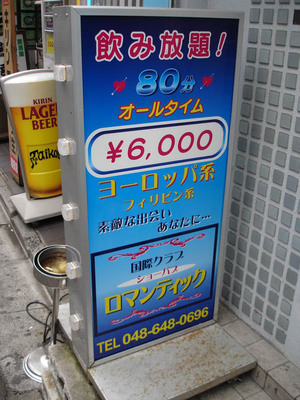 飲み放題!
80分
オールタイム
¥6,000
ヨーロッパ系
フィリピン系
素敵な出会い
あなたに…
国際クラブ
ショーパブ
ロマンティック
TEL 048-648-0696
KIRIN
LAGER
BEER